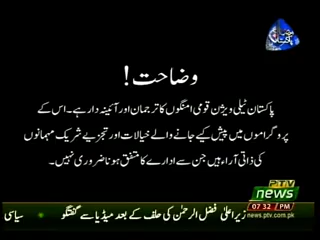 وضاحت!
پاکستان ٹیلی ویژن قومی امنگوں کا ترجمان اور آئینہ دار ہے۔ اس کے
پروگراموں میں پیش کیے جانے والے خیالات اور تجزیے شریک مہمانوں
کی ذاتی آراء ہیں جن سے ادارے کا متفق ہونا ضروری نہیں۔
PTV
news
07:32 PM
www.ptv.com.pk
زیراعلیٰ فضل الرحمٰن کی حلف کے بعد میڈیا سے گفتگو
سیاسی